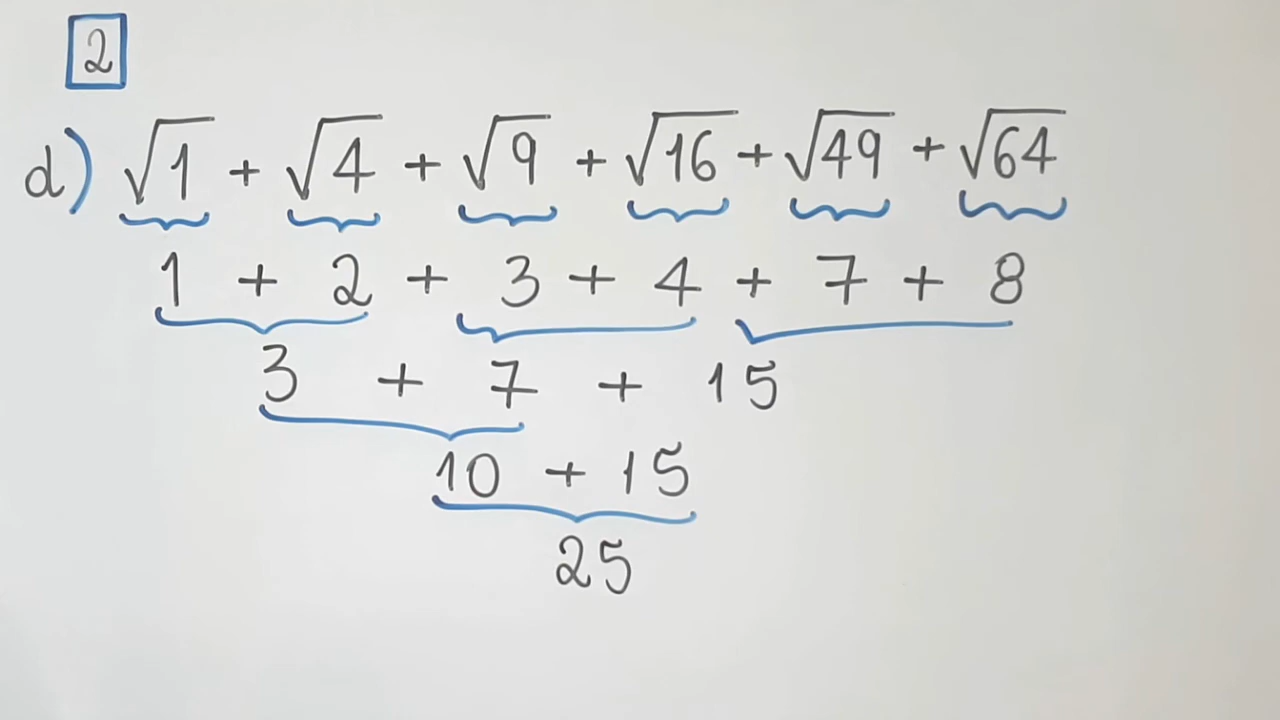 2
d) √1 + √4 + √9 + √16 + √49 + √64
1 + 2 + 3 + 4 + 7 + 8
3 + 7 + 15
10 + 15
25